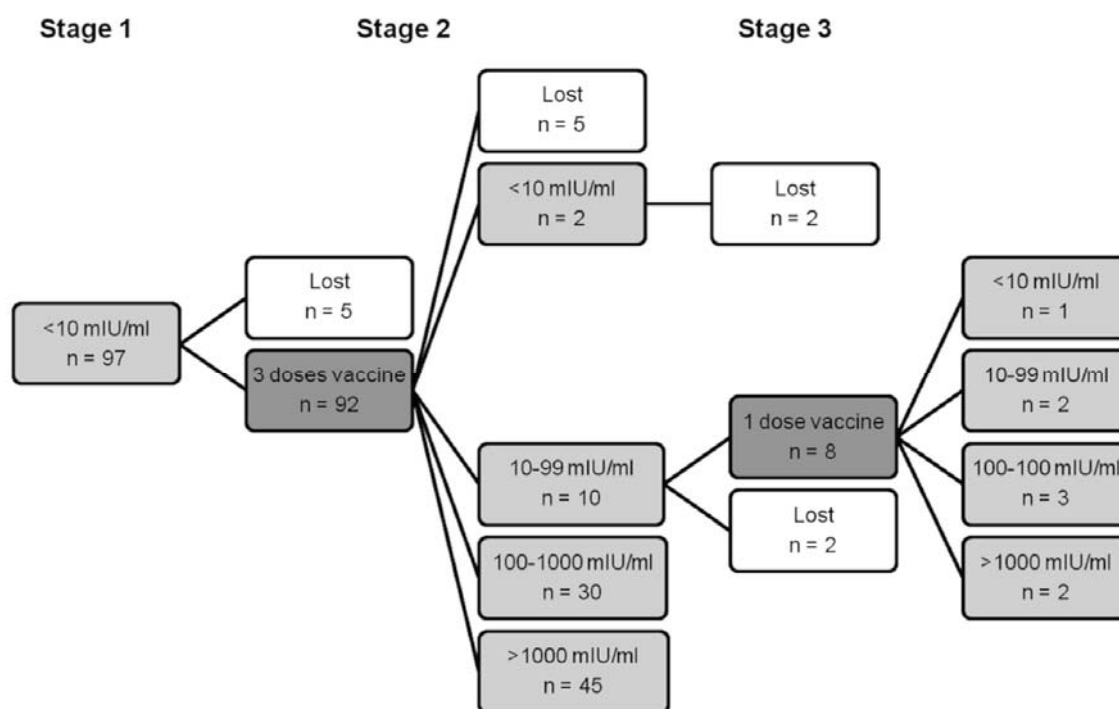 Stage 1
Stage 2
Stage 3
<10 mIU/ml
n = 97
Lost
n = 5
3 doses vaccine
n = 92
Lost
n = 5
<10 mIU/ml
n = 2
10-99 mIU/ml
n = 10
100-1000 mIU/ml
n = 30
>1000 mIU/ml
n = 45
Lost
n = 2
1 dose vaccine
n = 8
Lost
n = 2
<10 mIU/ml
n = 1
10-99 mIU/ml
n = 2
100-100 mIU/ml
n = 3
>1000 mIU/ml
n = 2